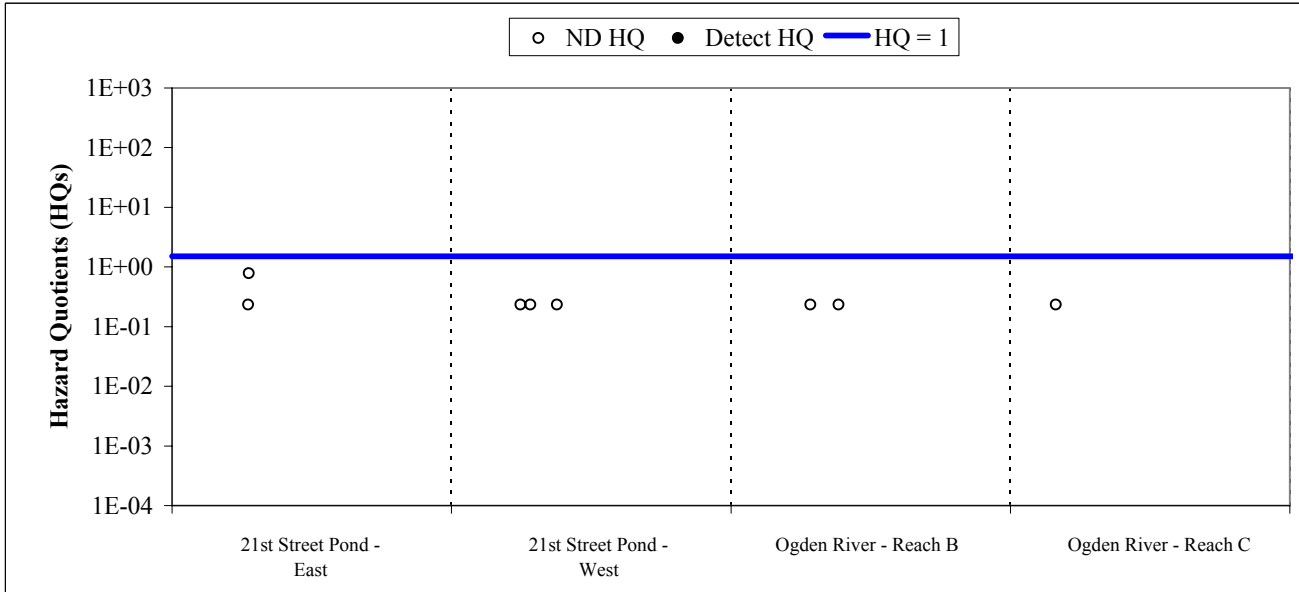 ND HQ Detect HQ HQ = 1
Hazard Quotients (HQs)
1E+03
1E+02
1E+01
1E+00
1E-01
1E-02
1E-03
1E-04
21st Street Pond -
East
21st Street Pond -
West
Ogden River - Reach B
Ogden River - Reach C